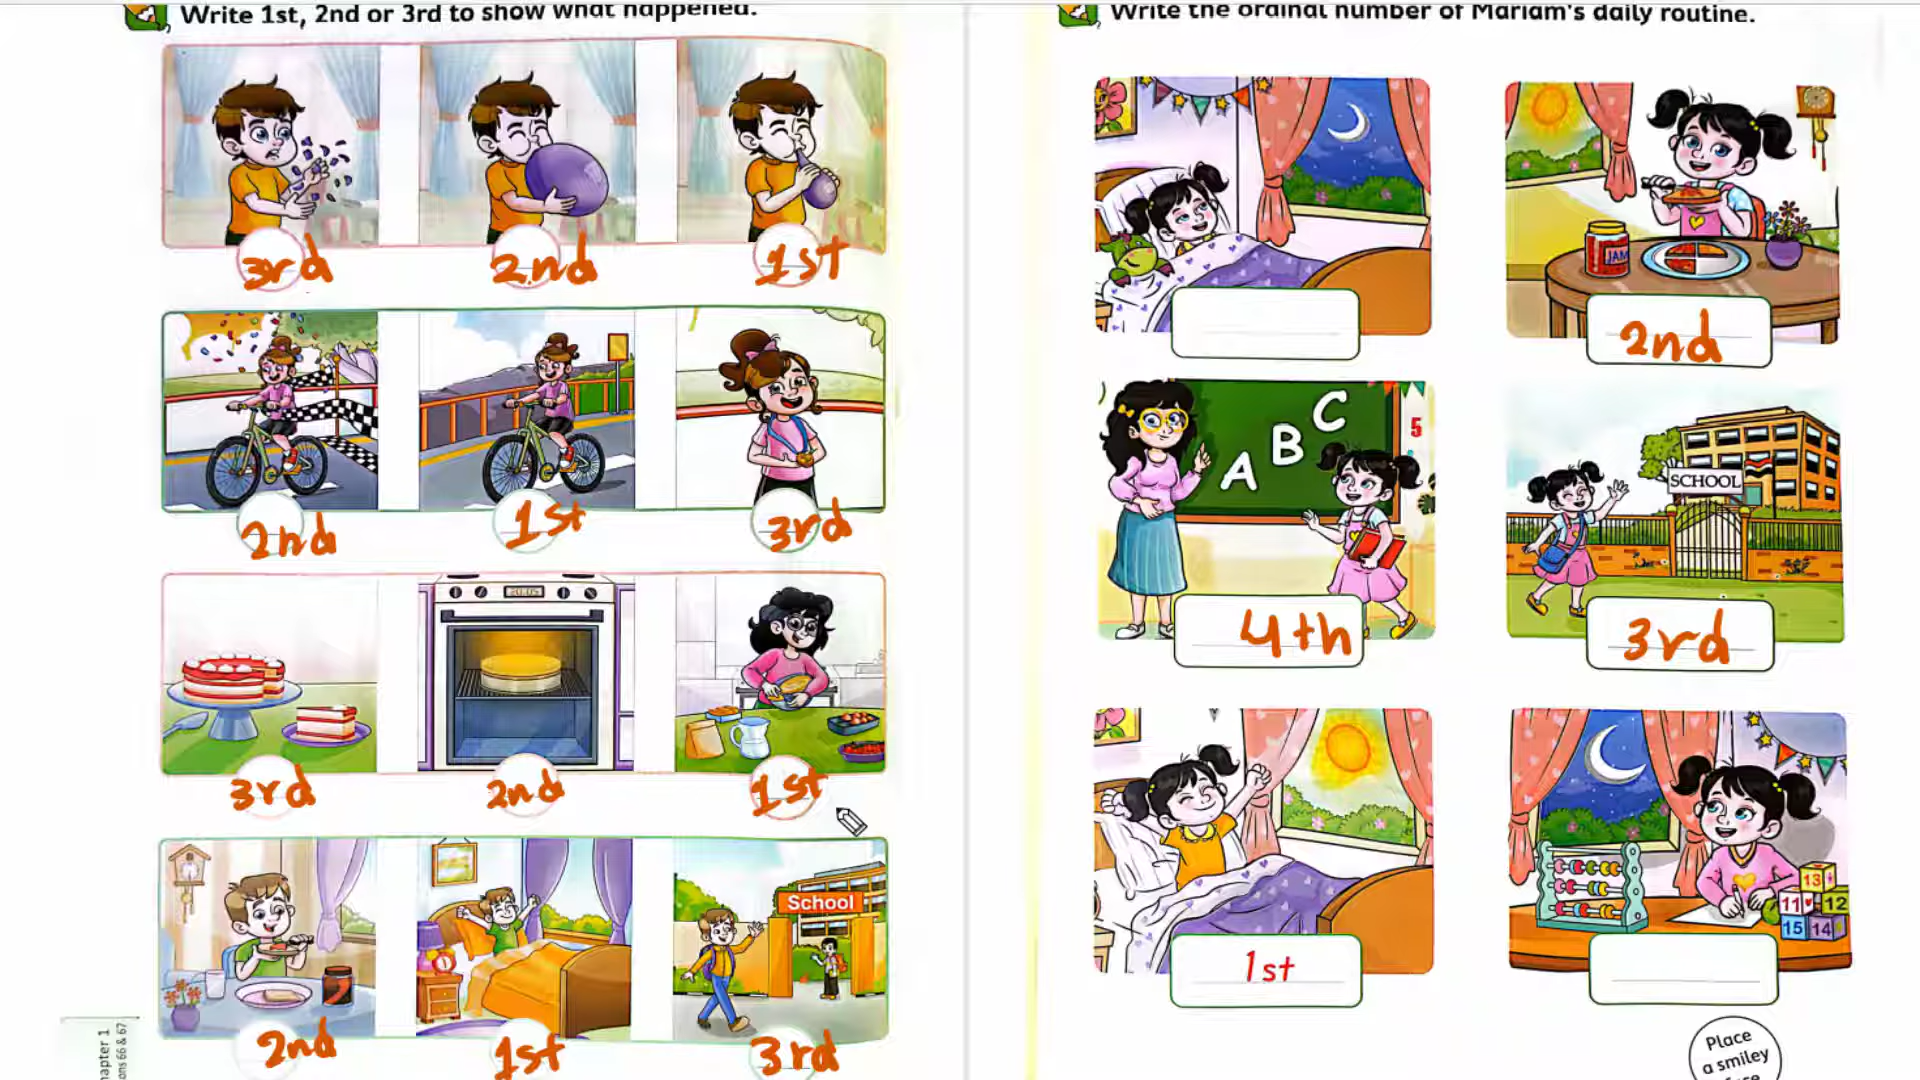 Write 1st, 2nd or 3rd to show what happened.
3rd
2nd
1st
2nd
1st
3rd
20:05
3rd
2nd
1st
School
2nd
1st
3rd
Write the ordinal number of Mariam's daily routine.
JAM
2nd
A B C
5
SCHOOL
4th
3rd
13
11
12
15
14
1st
Place
a smiley